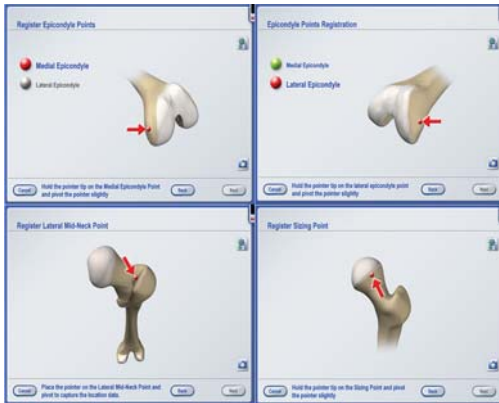 Register Epicondyle Points
Medial Epicondyle
Lateral Epicondyle
Cancel
Hold the pointer tip on the Medial Epicondyle Point
and pivot the pointer slightly
Back
Next
Epicondyle Points Registration
Medial Epicondyle
Lateral Epicondyle
Cancel
Hold the pointer tip on the lateral epicondyle point
and pivot the pointer slightly
Back
Next
Register Lateral Mid-Neck Point
Cancel
Place the pointer on the Lateral Mid-Neck Point and
pivot to capture the location data.
Back
Next
Register Sizing Point
Cancel
Hold the pointer tip on the Sizing Point and pivot
the pointer slightly
Back
Next